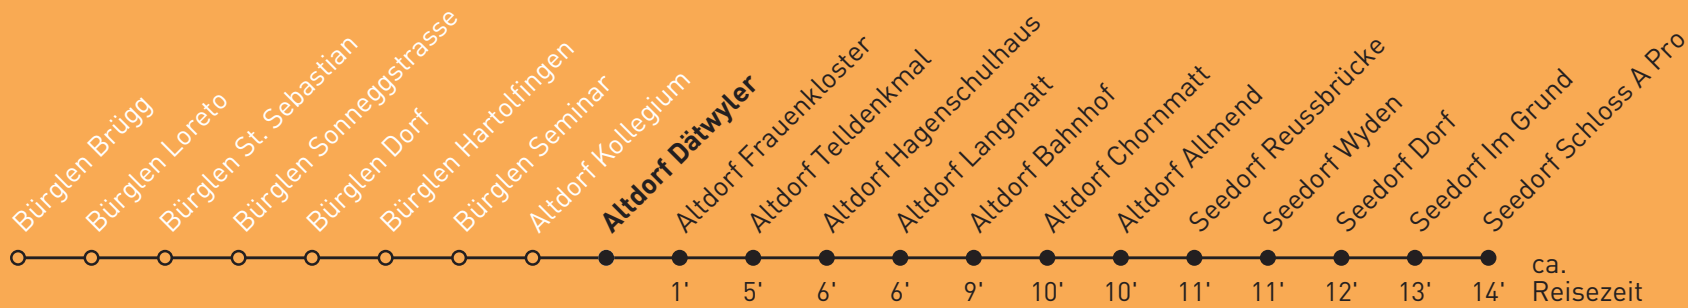 Bürglen Brügg
Bürglen Loreto
Bürglen St. Sebastian
Bürglen Sonneggstrasse
Bürglen Dorf
Bürglen Hartolfingen
Bürglen Seminar
Altdorf Kollegium
Altdorf Dätwyler
Altdorf Frauenkloster
Altdorf Telldenkmal
Altdorf Hagenschulhaus
Altdorf Langmatt
Altdorf Bahnhof
Altdorf Chornmatt
Altdorf Allmend
Seedorf Reussbrücke
Seedorf Wyden
Seedorf Dorf
Seedorf Im Grund
Seedorf Schloss A Pro
1' 5' 6' 6' 9' 10' 10' 11' 11' 12' 13' 14'
ca.
Reisezeit